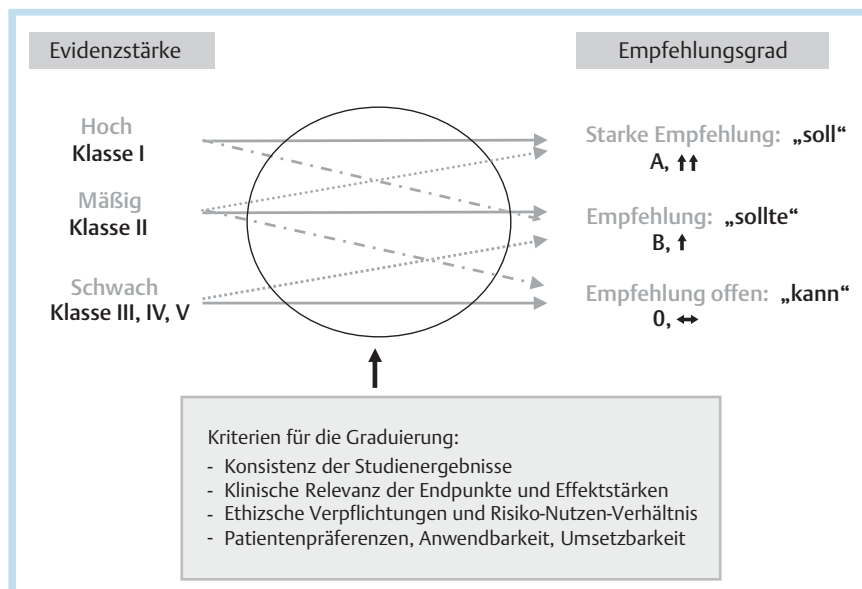 Evidenzstärke
Empfehlungsgrad
Hoch
Klasse I
Starke Empfehlung: „soll“
A, ↑↑
Mäßig
Klasse II
Empfehlung: „sollte“
B, ↑
Schwach
Klasse III, IV, V
Empfehlung offen: „kann“
0, ↔
Kriterien für die Graduierung:
- Konsistenz der Studienergebnisse
- Klinische Relevanz der Endpunkte und Effektstärken
- Ethizsche Verpflichtungen und Risiko-Nutzen-Verhältnis
- Patientenpräferenzen, Anwendbarkeit, Umsetzbarkeit